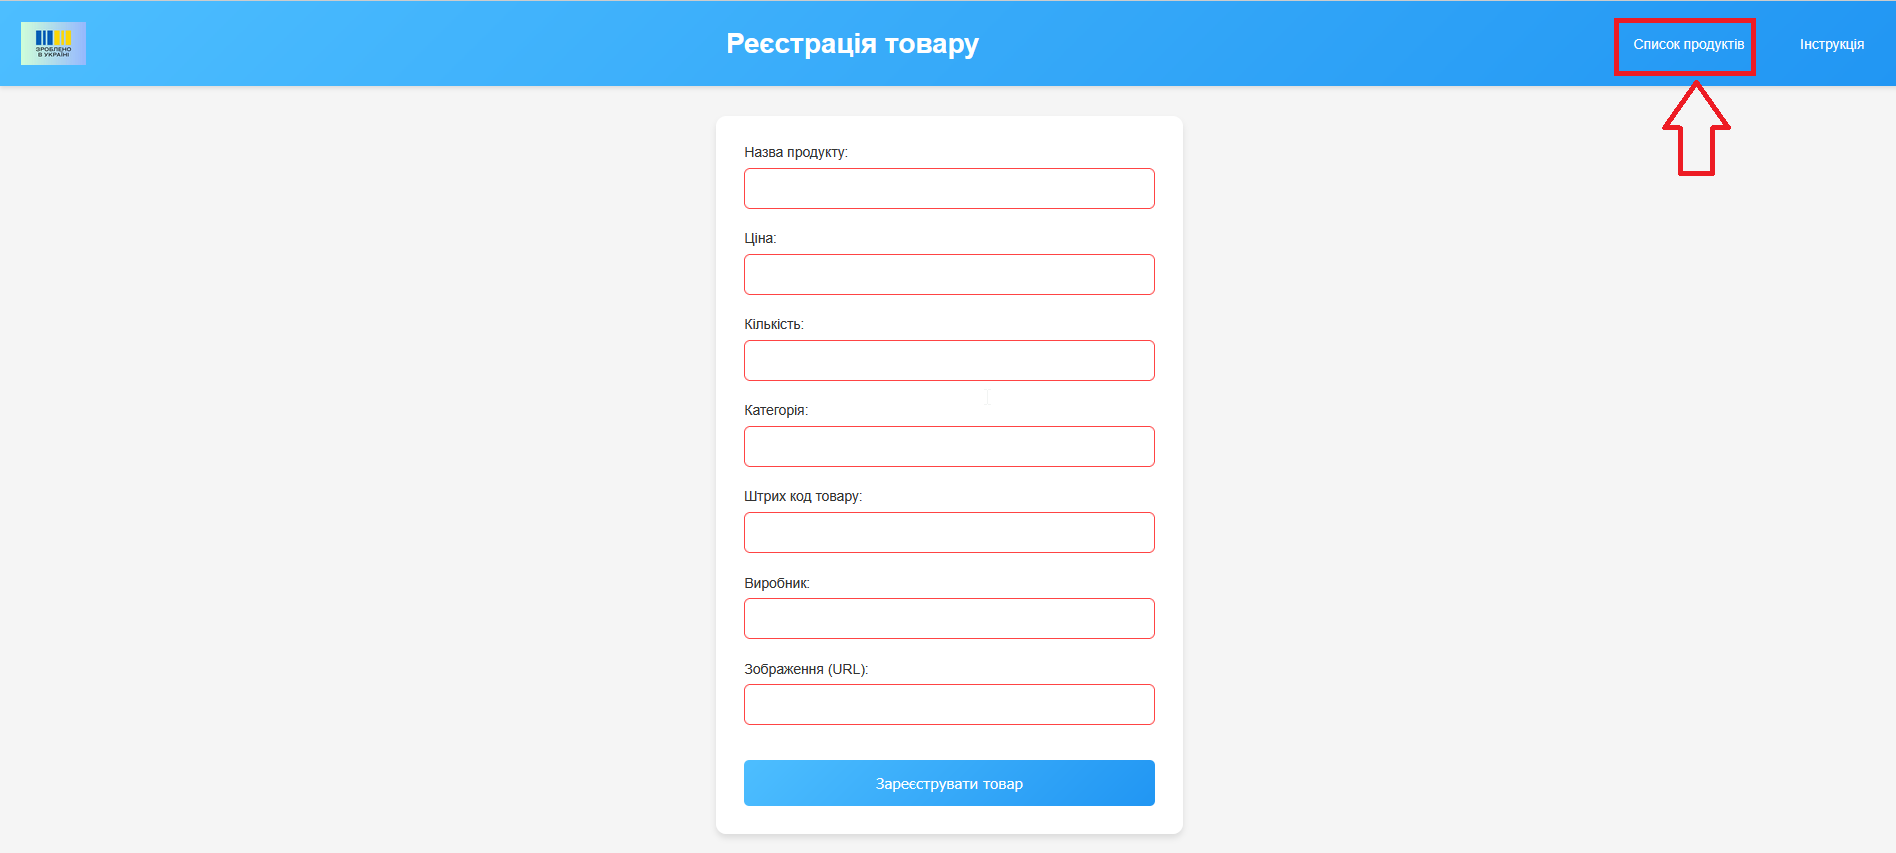 ЗРОБЛЕНО
В УКРАЇНІ
Реєстрація товару
Список продуктів
Інструкція
Назва продукту:
Ціна:
Кількість:
Категорія:
Штрих код товару:
Виробник:
Зображення (URL):
Зареєструвати товар